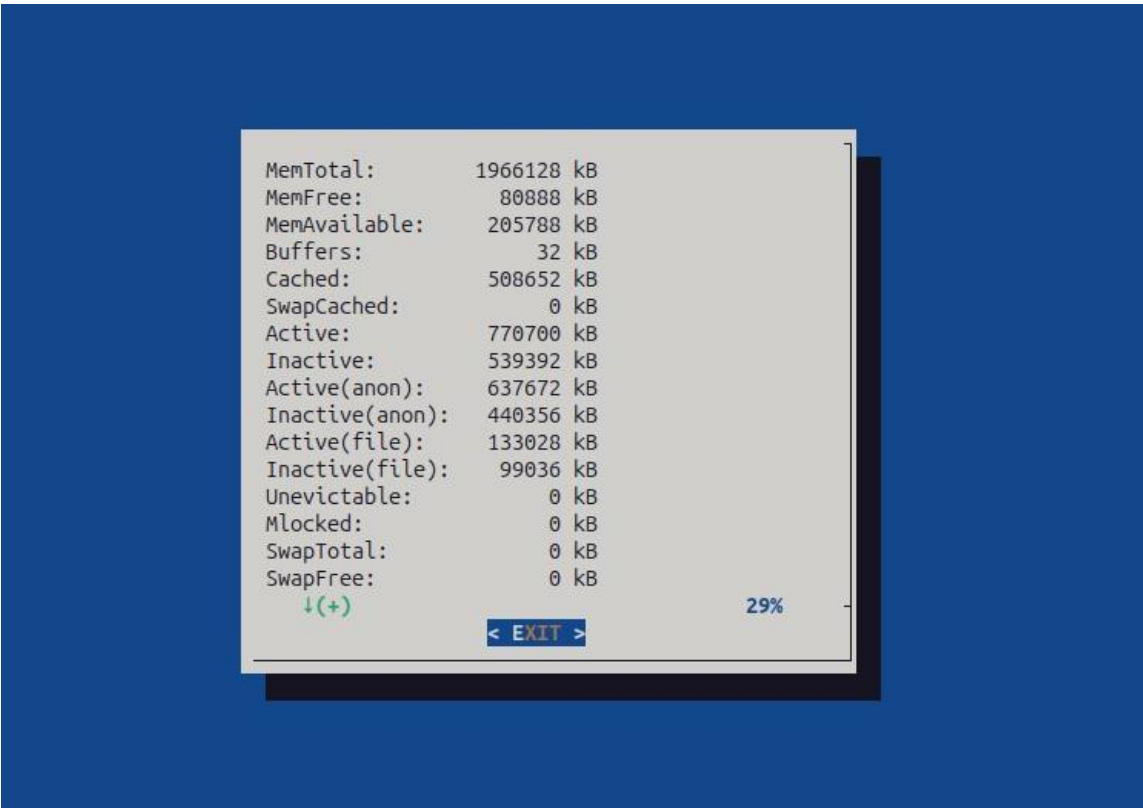 MemTotal: 1966128 kB
MemFree: 80888 kB
MemAvailable: 205788 kB
Buffers: 32 kB
Cached: 508652 kB
SwapCached: 0 kB
Active: 770700 kB
Inactive: 539392 kB
Active(anon): 637672 kB
Inactive(anon): 440356 kB
Active(file): 133028 kB
Inactive(file): 99036 kB
Unevictable: 0 kB
Mlocked: 0 kB
SwapTotal: 0 kB
SwapFree: 0 kB
↓(+) 29%
< EXIT >